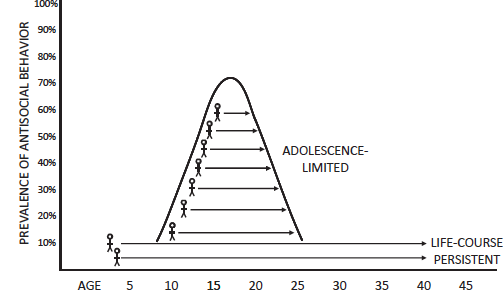 100%
90%
80%
70%
60%
50%
40%
30%
20%
10%
PREVALENCE OF ANTISOCIAL BEHAVIOR
ADOLESCENCE-
LIMITED
LIFE-COURSE
PERSISTENT
AGE 5 10 15 20 25 30 35 40 45